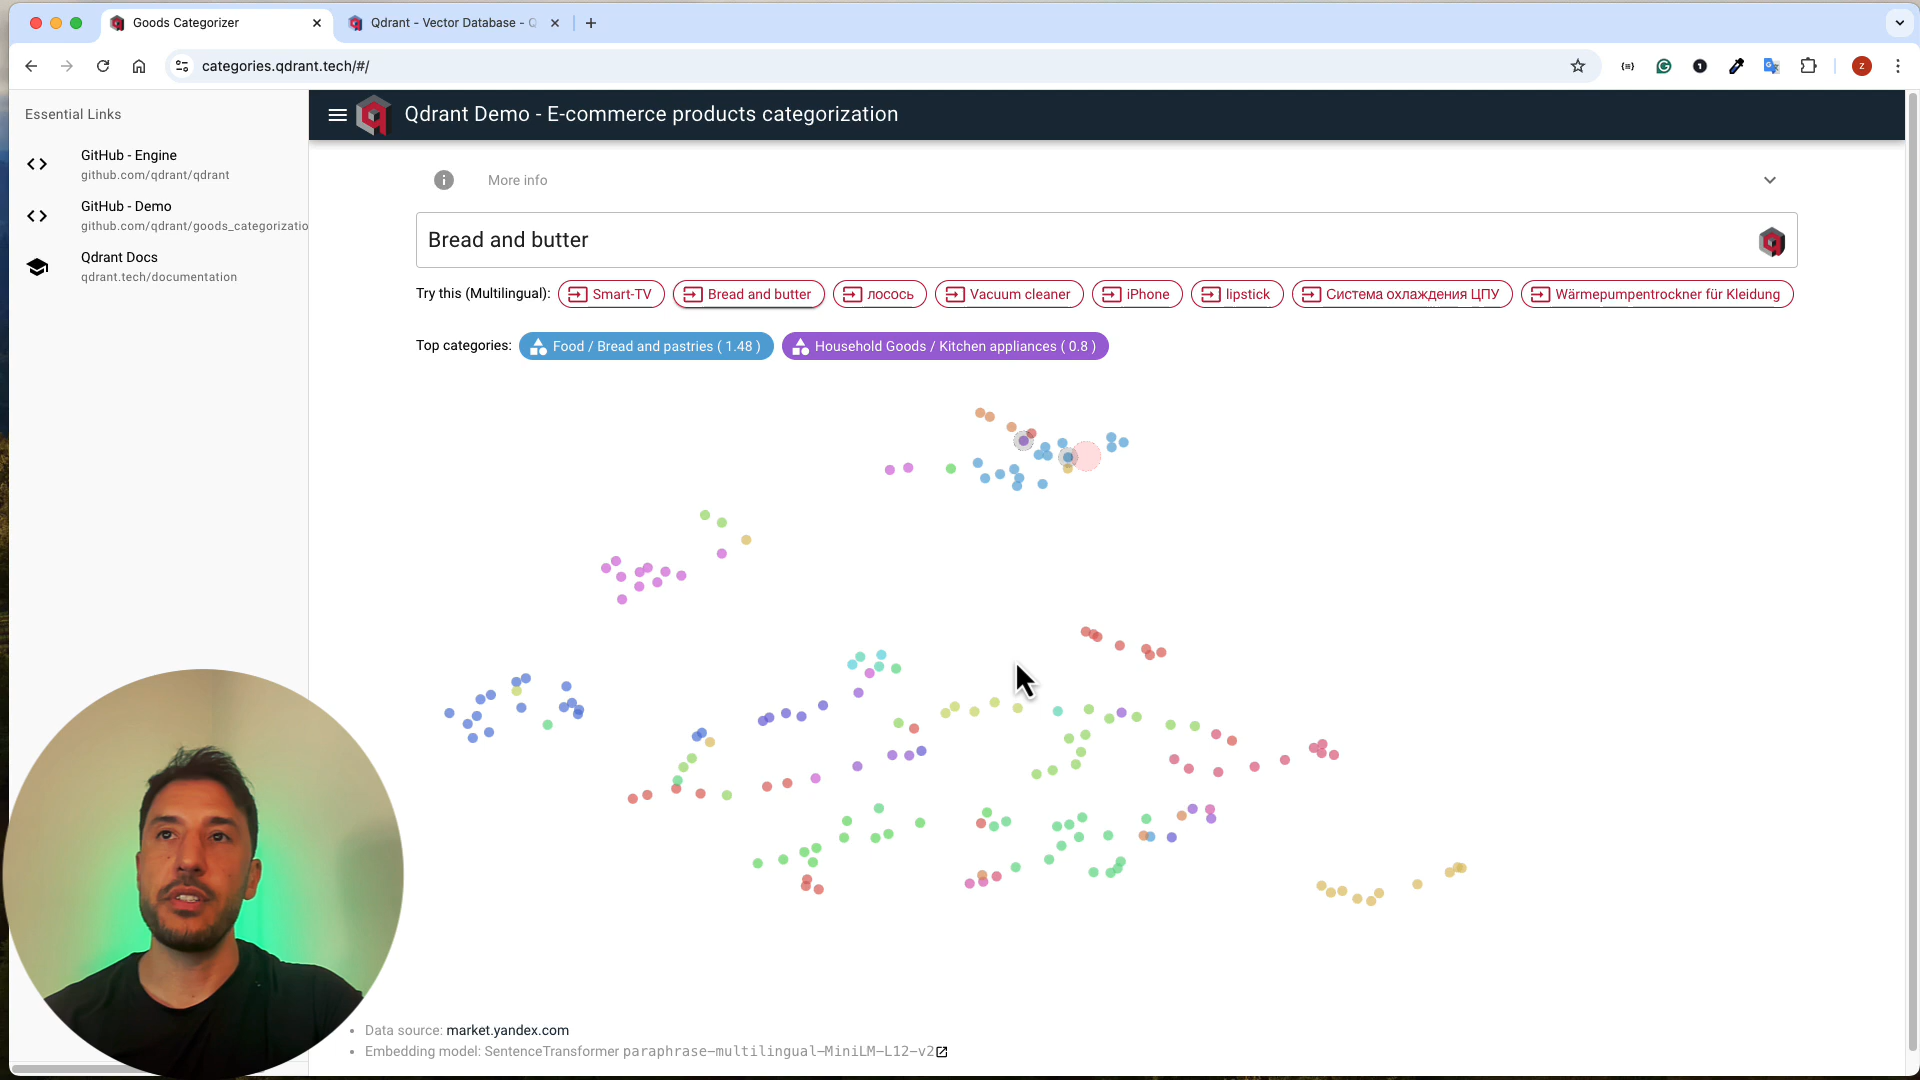 Goods Categorizer
Qdrant - Vector Database -
categories.qdrant.tech/#/
Z
Essential Links
GitHub - Engine
github.com/qdrant/qdrant
GitHub - Demo
github.com/qdrant/goods_categorizatio
Qdrant Docs
qdrant.tech/documentation
Qdrant Demo - E-commerce products categorization
More info
Bread and butter
Try this (Multilingual): Smart-TV Bread and butter лосось Vacuum cleaner iPhone lipstick Система охлаждения ЦПУ Wärmepumpentrockner für Kleidung
Top categories: Food / Bread and pastries ( 1.48 ) Household Goods / Kitchen appliances ( 0.8 )
Data source: market.yandex.com
Embedding model: SentenceTransformer paraphrase-multilingual-MiniLM-L12-v2